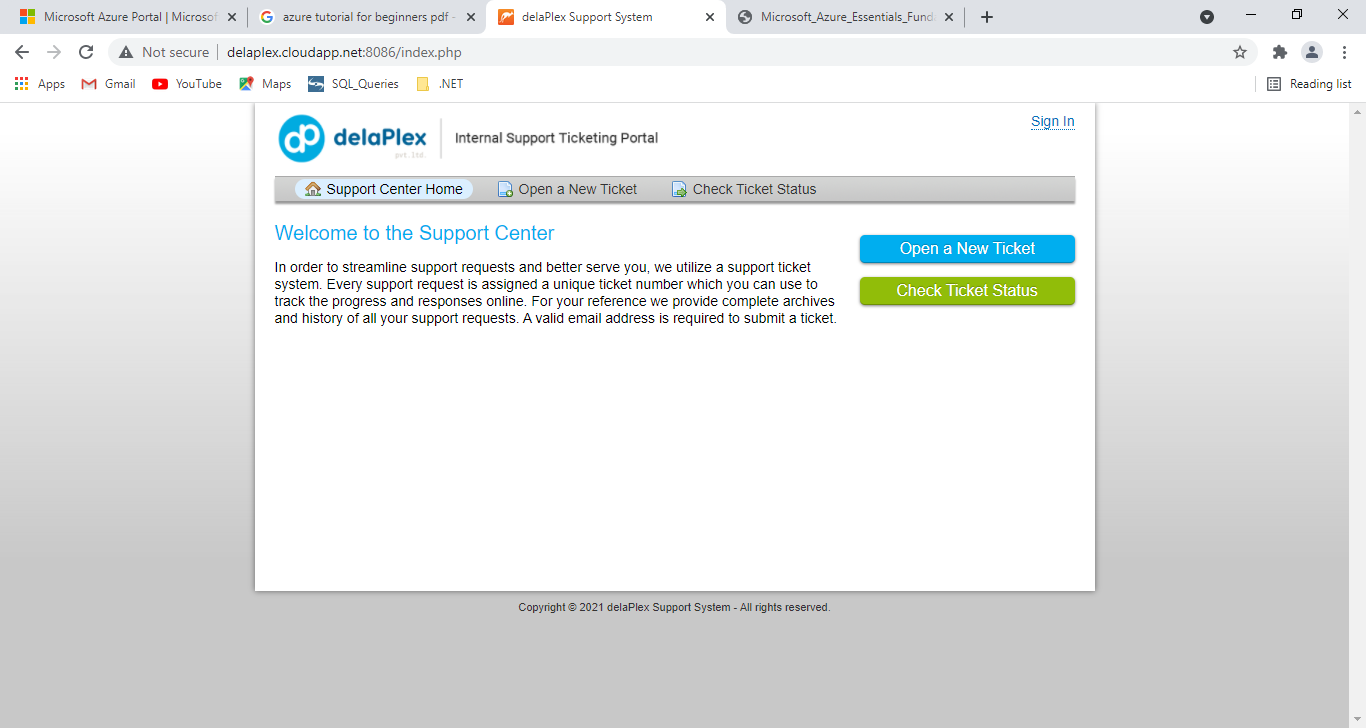 Microsoft Azure Portal | Microsof
azure tutorial for beginners pdf -
delaPlex Support System
Microsoft_Azure_Essentials_Fund
Not secure
delaplex.cloudapp.net:8086/index.php
Apps
Gmail
YouTube
Maps
SQL_Queries
.NET
Reading list
dp delaPlex
pvt. ltd.
Internal Support Ticketing Portal
Sign In
Support Center Home
Open a New Ticket
Check Ticket Status
Welcome to the Support Center
In order to streamline support requests and better serve you, we utilize a support ticket
system. Every support request is assigned a unique ticket number which you can use to
track the progress and responses online. For your reference we provide complete archives
and history of all your support requests. A valid email address is required to submit a ticket.
Open a New Ticket
Check Ticket Status
Copyright © 2021 delaPlex Support System - All rights reserved.